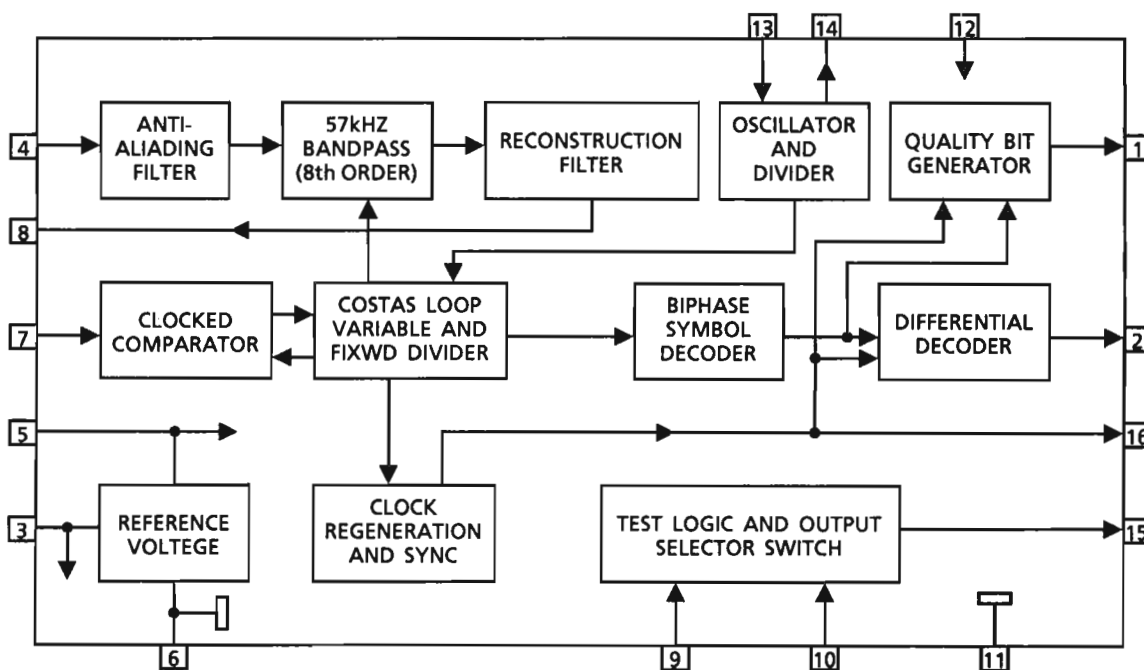 13
14
12
4
ANTI-
ALIADING
FILTER
57kHZ
BANDPASS
(8th ORDER)
RECONSTRUCTION
FILTER
OSCILLATOR
AND
DIVIDER
QUALITY BIT
GENERATOR
1
8
7
CLOCKED
COMPARATOR
COSTAS LOOP
VARIABLE AND
FIXWD DIVIDER
BIPHASE
SYMBOL
DECODER
DIFFERENTIAL
DECODER
2
5
16
3
REFERENCE
VOLTEGE
CLOCK
REGENERATION
AND SYNC
TEST LOGIC AND OUTPUT
SELECTOR SWITCH
15
6
9
10
11